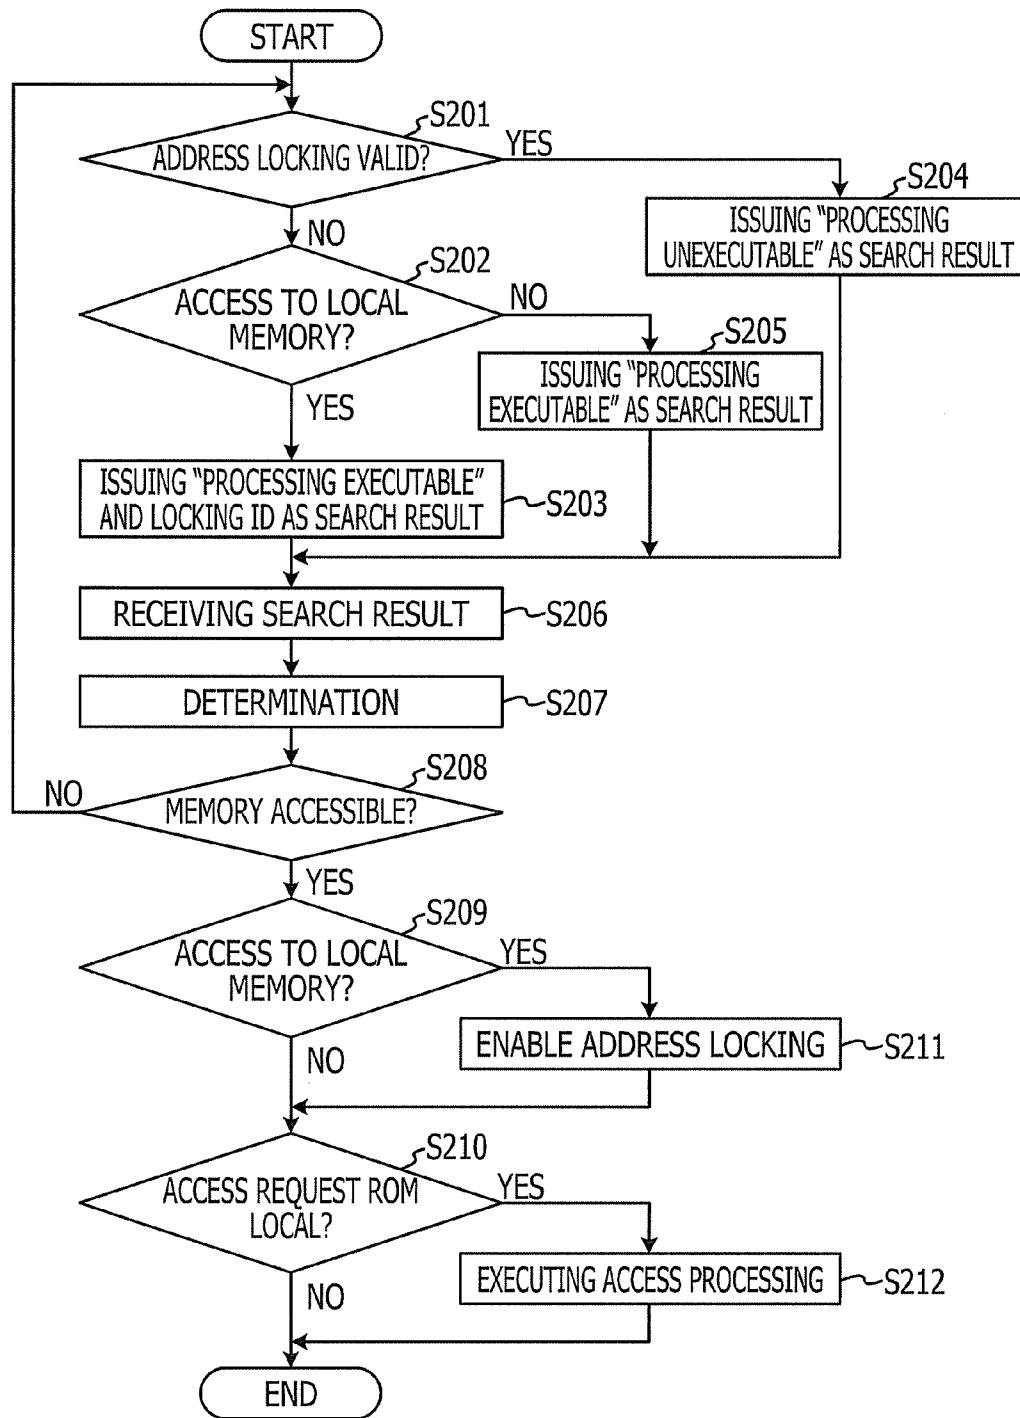 START
S201
ADDRESS LOCKING VALID?
YES
S204
ISSUING "PROCESSING
UNEXECUTABLE" AS SEARCH RESULT
NO
S202
ACCESS TO LOCAL
MEMORY?
NO
S205
ISSUING "PROCESSING
EXECUTABLE" AS SEARCH RESULT
YES
ISSUING "PROCESSING EXECUTABLE"
AND LOCKING ID AS SEARCH RESULT
S203
RECEIVING SEARCH RESULT
S206
DETERMINATION
S207
S208
NO
MEMORY ACCESSIBLE?
YES
S209
ACCESS TO LOCAL
MEMORY?
YES
ENABLE ADDRESS LOCKING
S211
NO
S210
ACCESS REQUEST ROM
LOCAL?
YES
EXECUTING ACCESS PROCESSING
S212
NO
END